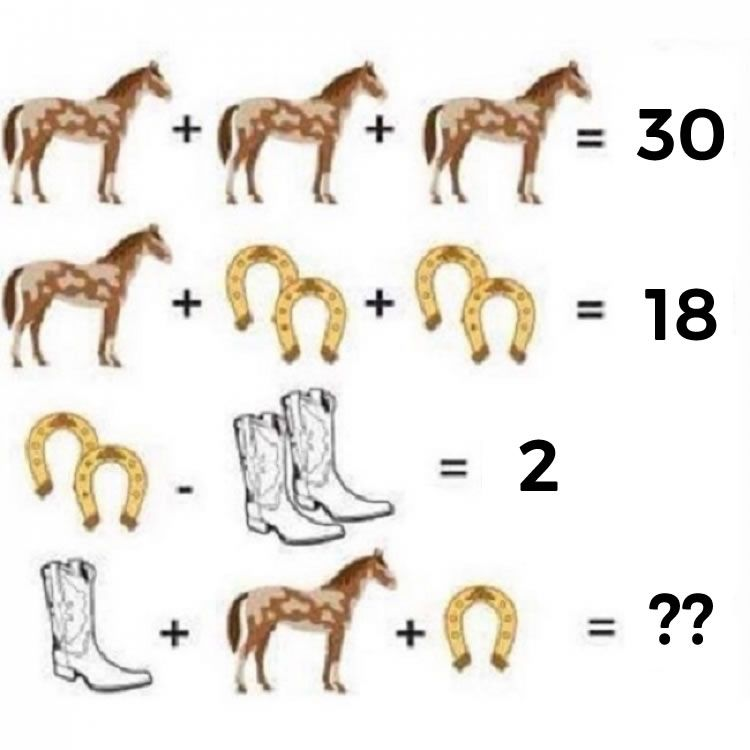 + + = 30
+ + = 18
- = 2
+ + = ??